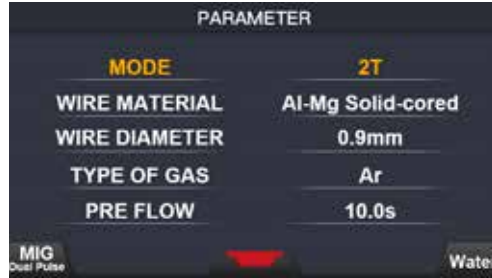 PARAMETER
MODE 2T
WIRE MATERIAL Al-Mg Solid-cored
WIRE DIAMETER 0.9mm
TYPE OF GAS Ar
PRE FLOW 10.0s
MIG
Dual Pulse
Water